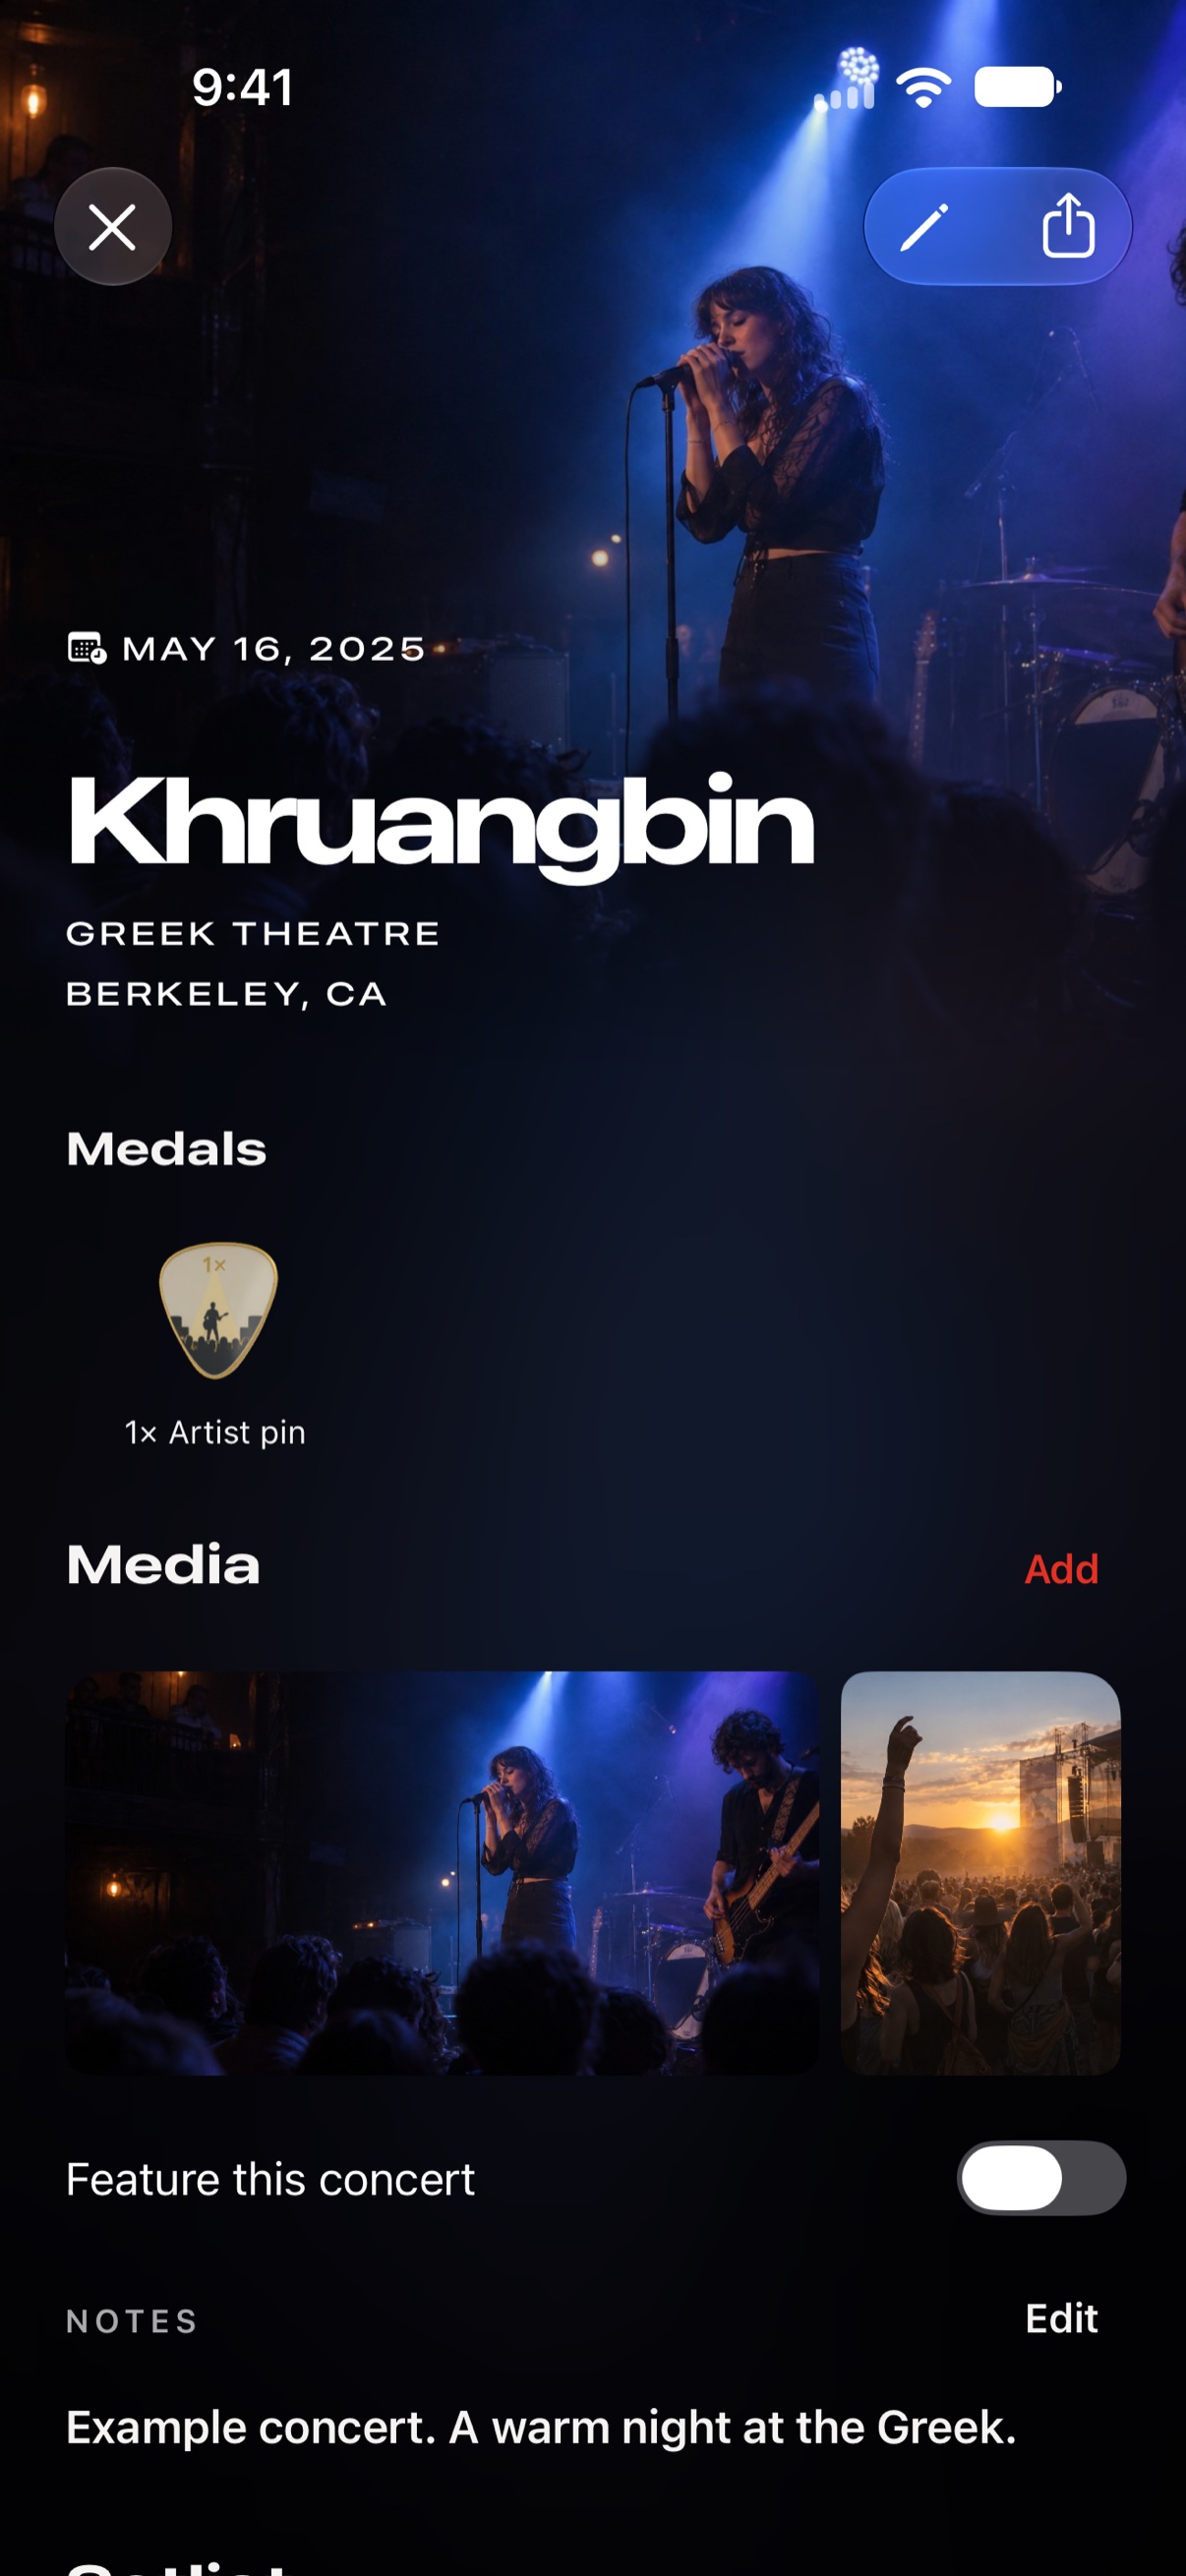 9:41
MAY 16, 2025
Khruangbin
GREEK THEATRE
BERKELEY, CA
Medals
1×
1× Artist pin
Media
Add
Feature this concert
NOTES
Edit
Example concert. A warm night at the Greek.